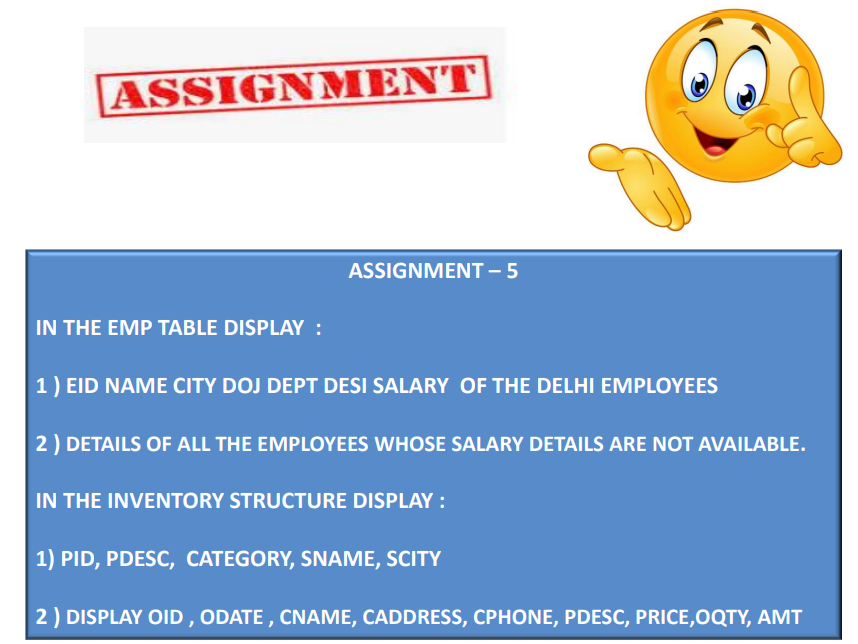 ASSIGNMENT
ASSIGNMENT – 5
IN THE EMP TABLE DISPLAY :
1 ) EID NAME CITY DOJ DEPT DESI SALARY OF THE DELHI EMPLOYEES
2 ) DETAILS OF ALL THE EMPLOYEES WHOSE SALARY DETAILS ARE NOT AVAILABLE.
IN THE INVENTORY STRUCTURE DISPLAY :
1) PID, PDESC, CATEGORY, SNAME, SCITY
2 ) DISPLAY OID , ODATE , CNAME, CADDRESS, CPHONE, PDESC, PRICE,OQTY, AMT